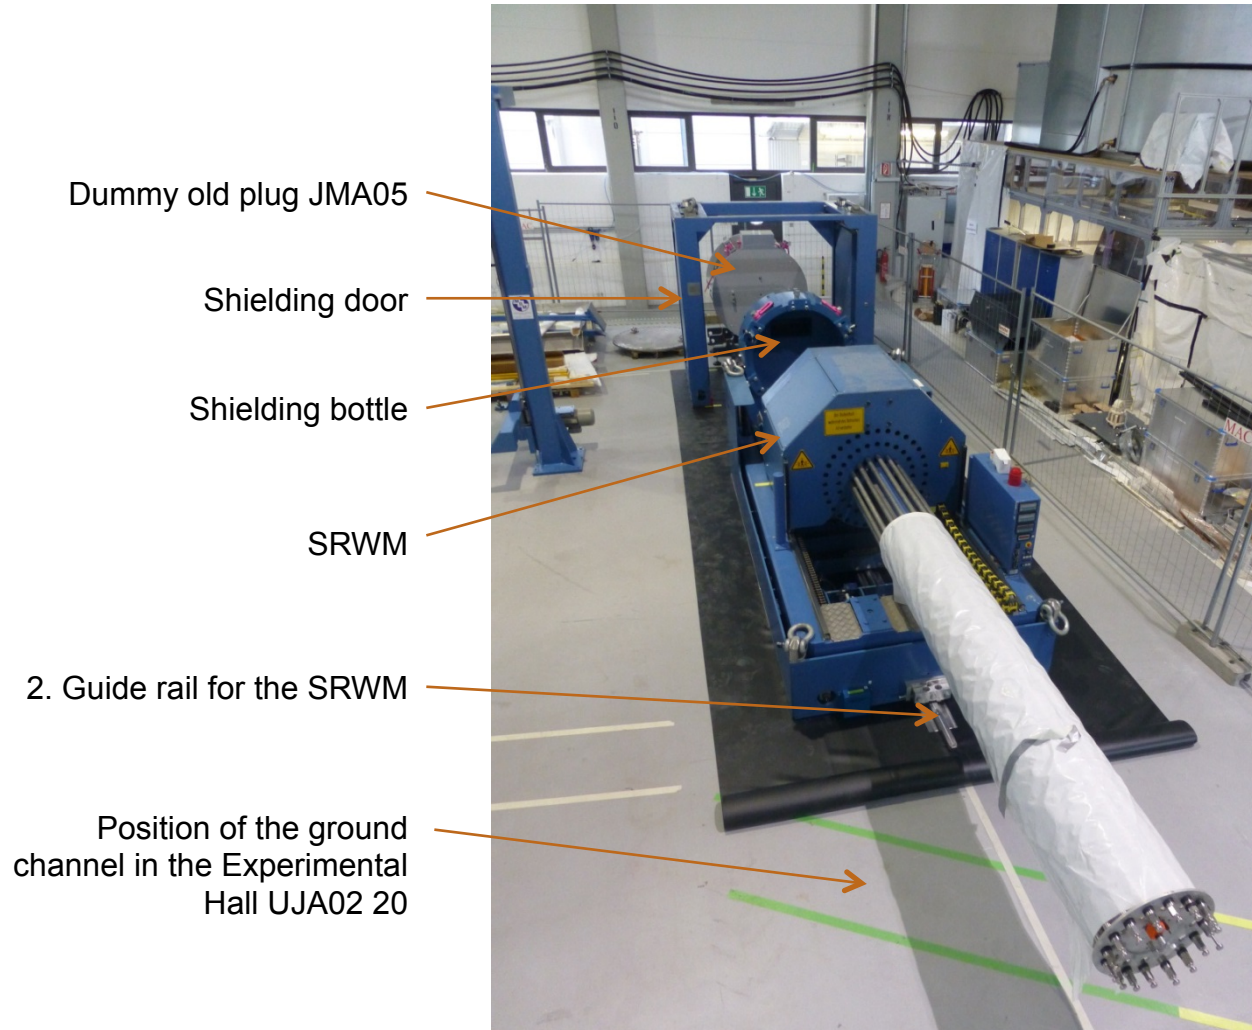 Dummy old plug JMA05
Shielding door
Shielding bottle
SRWM
2. Guide rail for the SRWM
Position of the ground
channel in the Experimental
Hall UJA02 20